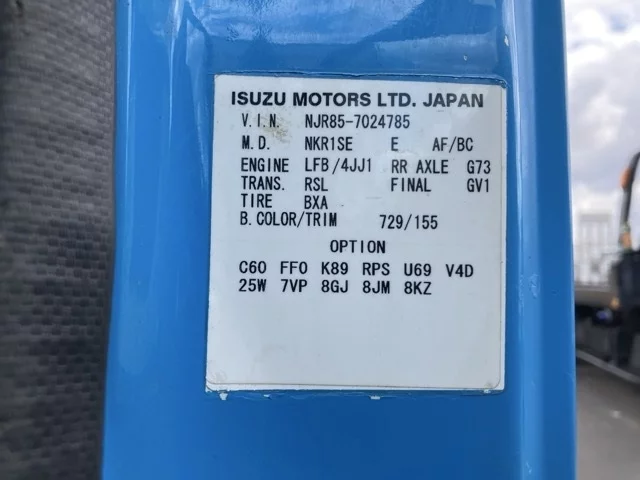 ISUZU MOTORS LTD. JAPAN
V.I.N. NJR85-7024785
M.D. NKR1SE E AF/BC
ENGINE LFB/4JJ1 RR AXLE G73
TRANS. RSL FINAL GV1
TIRE BXA
B.COLOR/TRIM 729/155
OPTION
C60 FF0 K89 RPS U69 V4D
25W 7VP 8GJ 8JM 8KZ